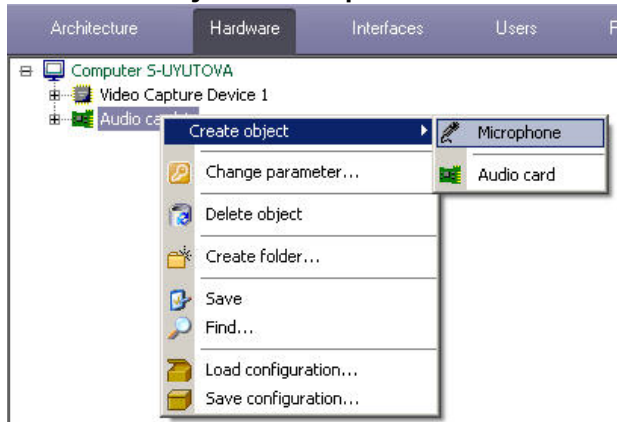 Architecture Hardware Interfaces Users
Computer S-UYUTOVA
Video Capture Device 1
Audio
Create object
Microphone
Change parameter...
Audio card
Delete object
Create folder...
Save
Find...
Load configuration...
Save configuration...